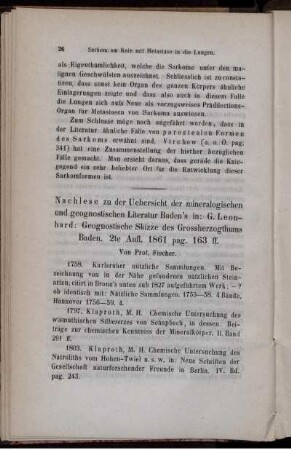 26 Sarkom am Knie mit Metastase in die Lungen.
als Eigenthümlichkeit, welche die Sarkome unter den ma-
lignen Geschwülsten auszeichnet. Schliesslich ist zu consta-
tiren, dass sonst kein Organ des ganzen Körpers ähnliche
Einlagerungen zeigte und dass also auch in diesem Falle
die Lungen sich aufs Neue als vorzugsweises Prädilections-
Organ für Metastasen von Sarkoma auswiesen.
Zum Schlusse möge noch angeführt werden, dass in
der Literatur ähnliche Fälle von parostealen Formen
des Sarkoms erwähnt sind, Virchow (a. a. O. pag.
344) hat eine Zusammenstellung der hierher bezüglichen
Fälle gemacht. Man ersieht daraus, dass gerade die Knie-
gegend ein sehr beliebter Ort für die Entwicklung dieser
Sarkomformen ist.
Nachlese zu der Uebersicht der mineralogischen
und geognostischen Literatur Baden's in: G. Leon-
hard: Geognostische Skizze des Grossherzogthums
Baden. 2te Aufl. 1861 pag. 163 ff.
Von Prof. Fischer.
1758. Karlsruher nützliche Sammlungen. Mit Be-
zeichnung von in der Nähe gefundenen nützlichen Stein-
arten; citirt in Bronn's unten sub 1827 aufgeführtem Werk; — ?
ob identisch mit: Nützliche Sammlungen. 1755—58. 4 Bände,
Hannover 1756—59. 4.
1797. Klaproth, M. H. Chemische Untersuchung des
wismuthischen Silbererzes von Schapbach, in dessen: Beiträge
zur chemischen Kenntniss der Mineralkörper. II. Band
291 ff.
1803. Klaproth, M. H. Chemische Untersuchung des
Natroliths vom Hohen-Twiel u. s. w. in: Neue Schriften der
Gesellschaft naturforschender Freunde in Berlin. IV. Bd.
pag. 243.